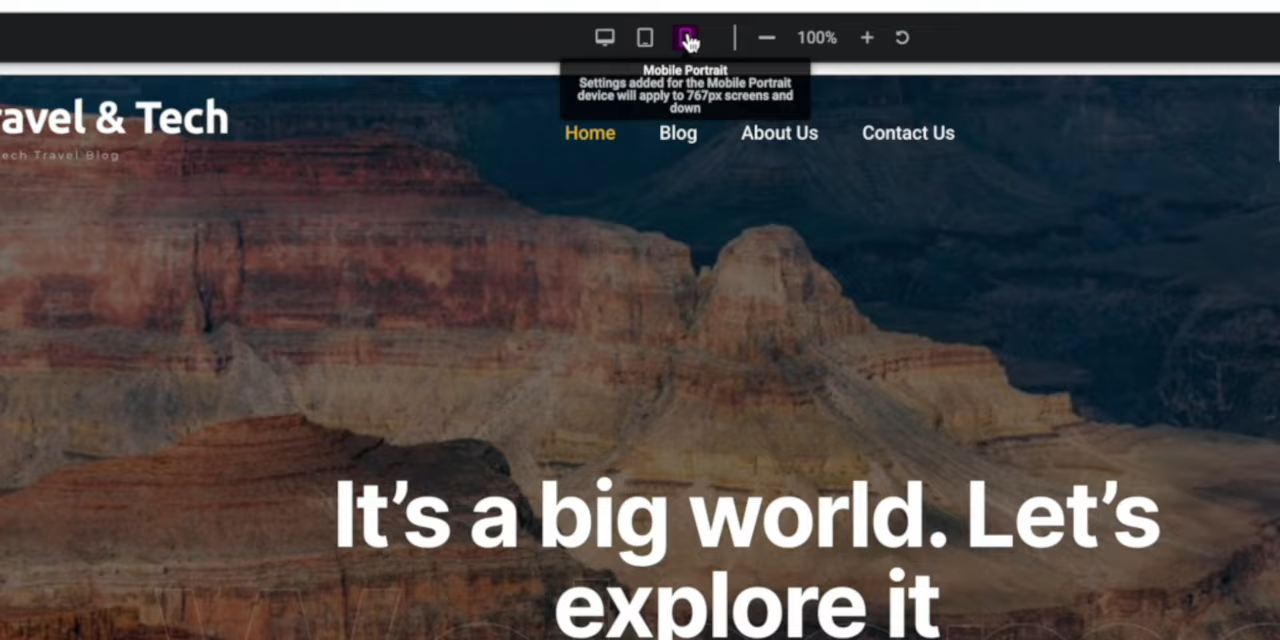 100%
Mobile Portrait
Settings added for the Mobile Portrait
device will apply to 767px screens and
down
avel & Tech
Home Blog About Us Contact Us
ech Travel Blog
It’s a big world. Let’s
explore it